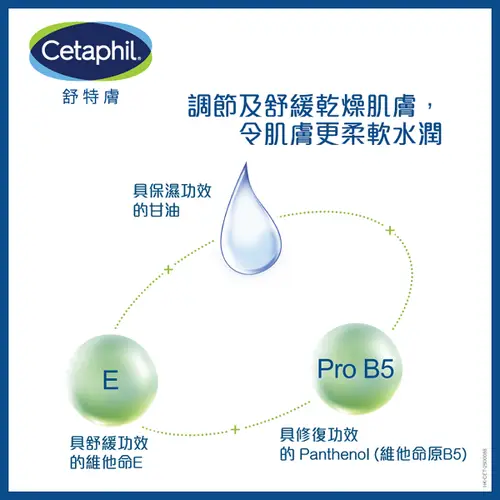 Cetaphil®
舒特膚
調節及舒緩乾燥肌膚，
令肌膚更柔軟水潤
具保濕功效
的甘油
E
Pro B5
具舒緩功效
的維他命E
具修復功效
的 Panthenol (維他命原B5)